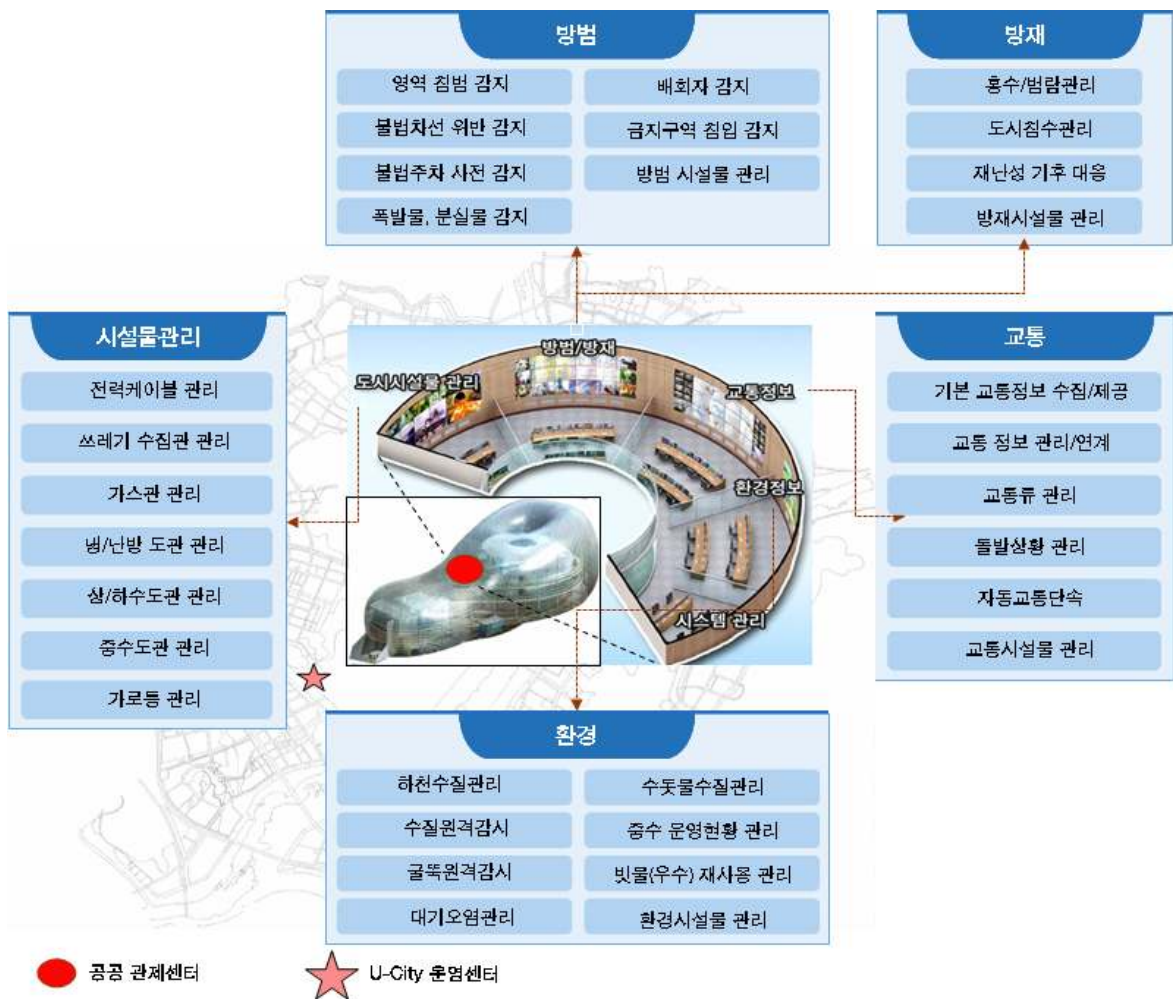 방범
영역 침범 감지
배회자 감지
불법차선 위반 감지
금지구역 침입 감지
불법주차 사전 감지
방범 시설물 관리
폭발물, 분실물 감지
방재
홍수/범람관리
도시침수관리
재난성 기후 대응
방재시설물 관리
시설물관리
전력케이블 관리
쓰레기 수집관 관리
가스관 관리
냉/난방 도관 관리
상/하수도관 관리
중수도관 관리
가로등 관리
방범/방재
도시시설물 관리
교통정보
환경정보
시스템 관리
교통
기본 교통정보 수집/제공
교통 정보 관리/연계
교통류 관리
돌발상황 관리
자동교통단속
교통시설물 관리
환경
하천수질관리
수돗물수질관리
수질원격감시
중수 운영현황 관리
굴뚝원격감시
빗물(우수) 재사용 관리
대기오염관리
환경시설물 관리
공공 관제센터
U-City 운영센터